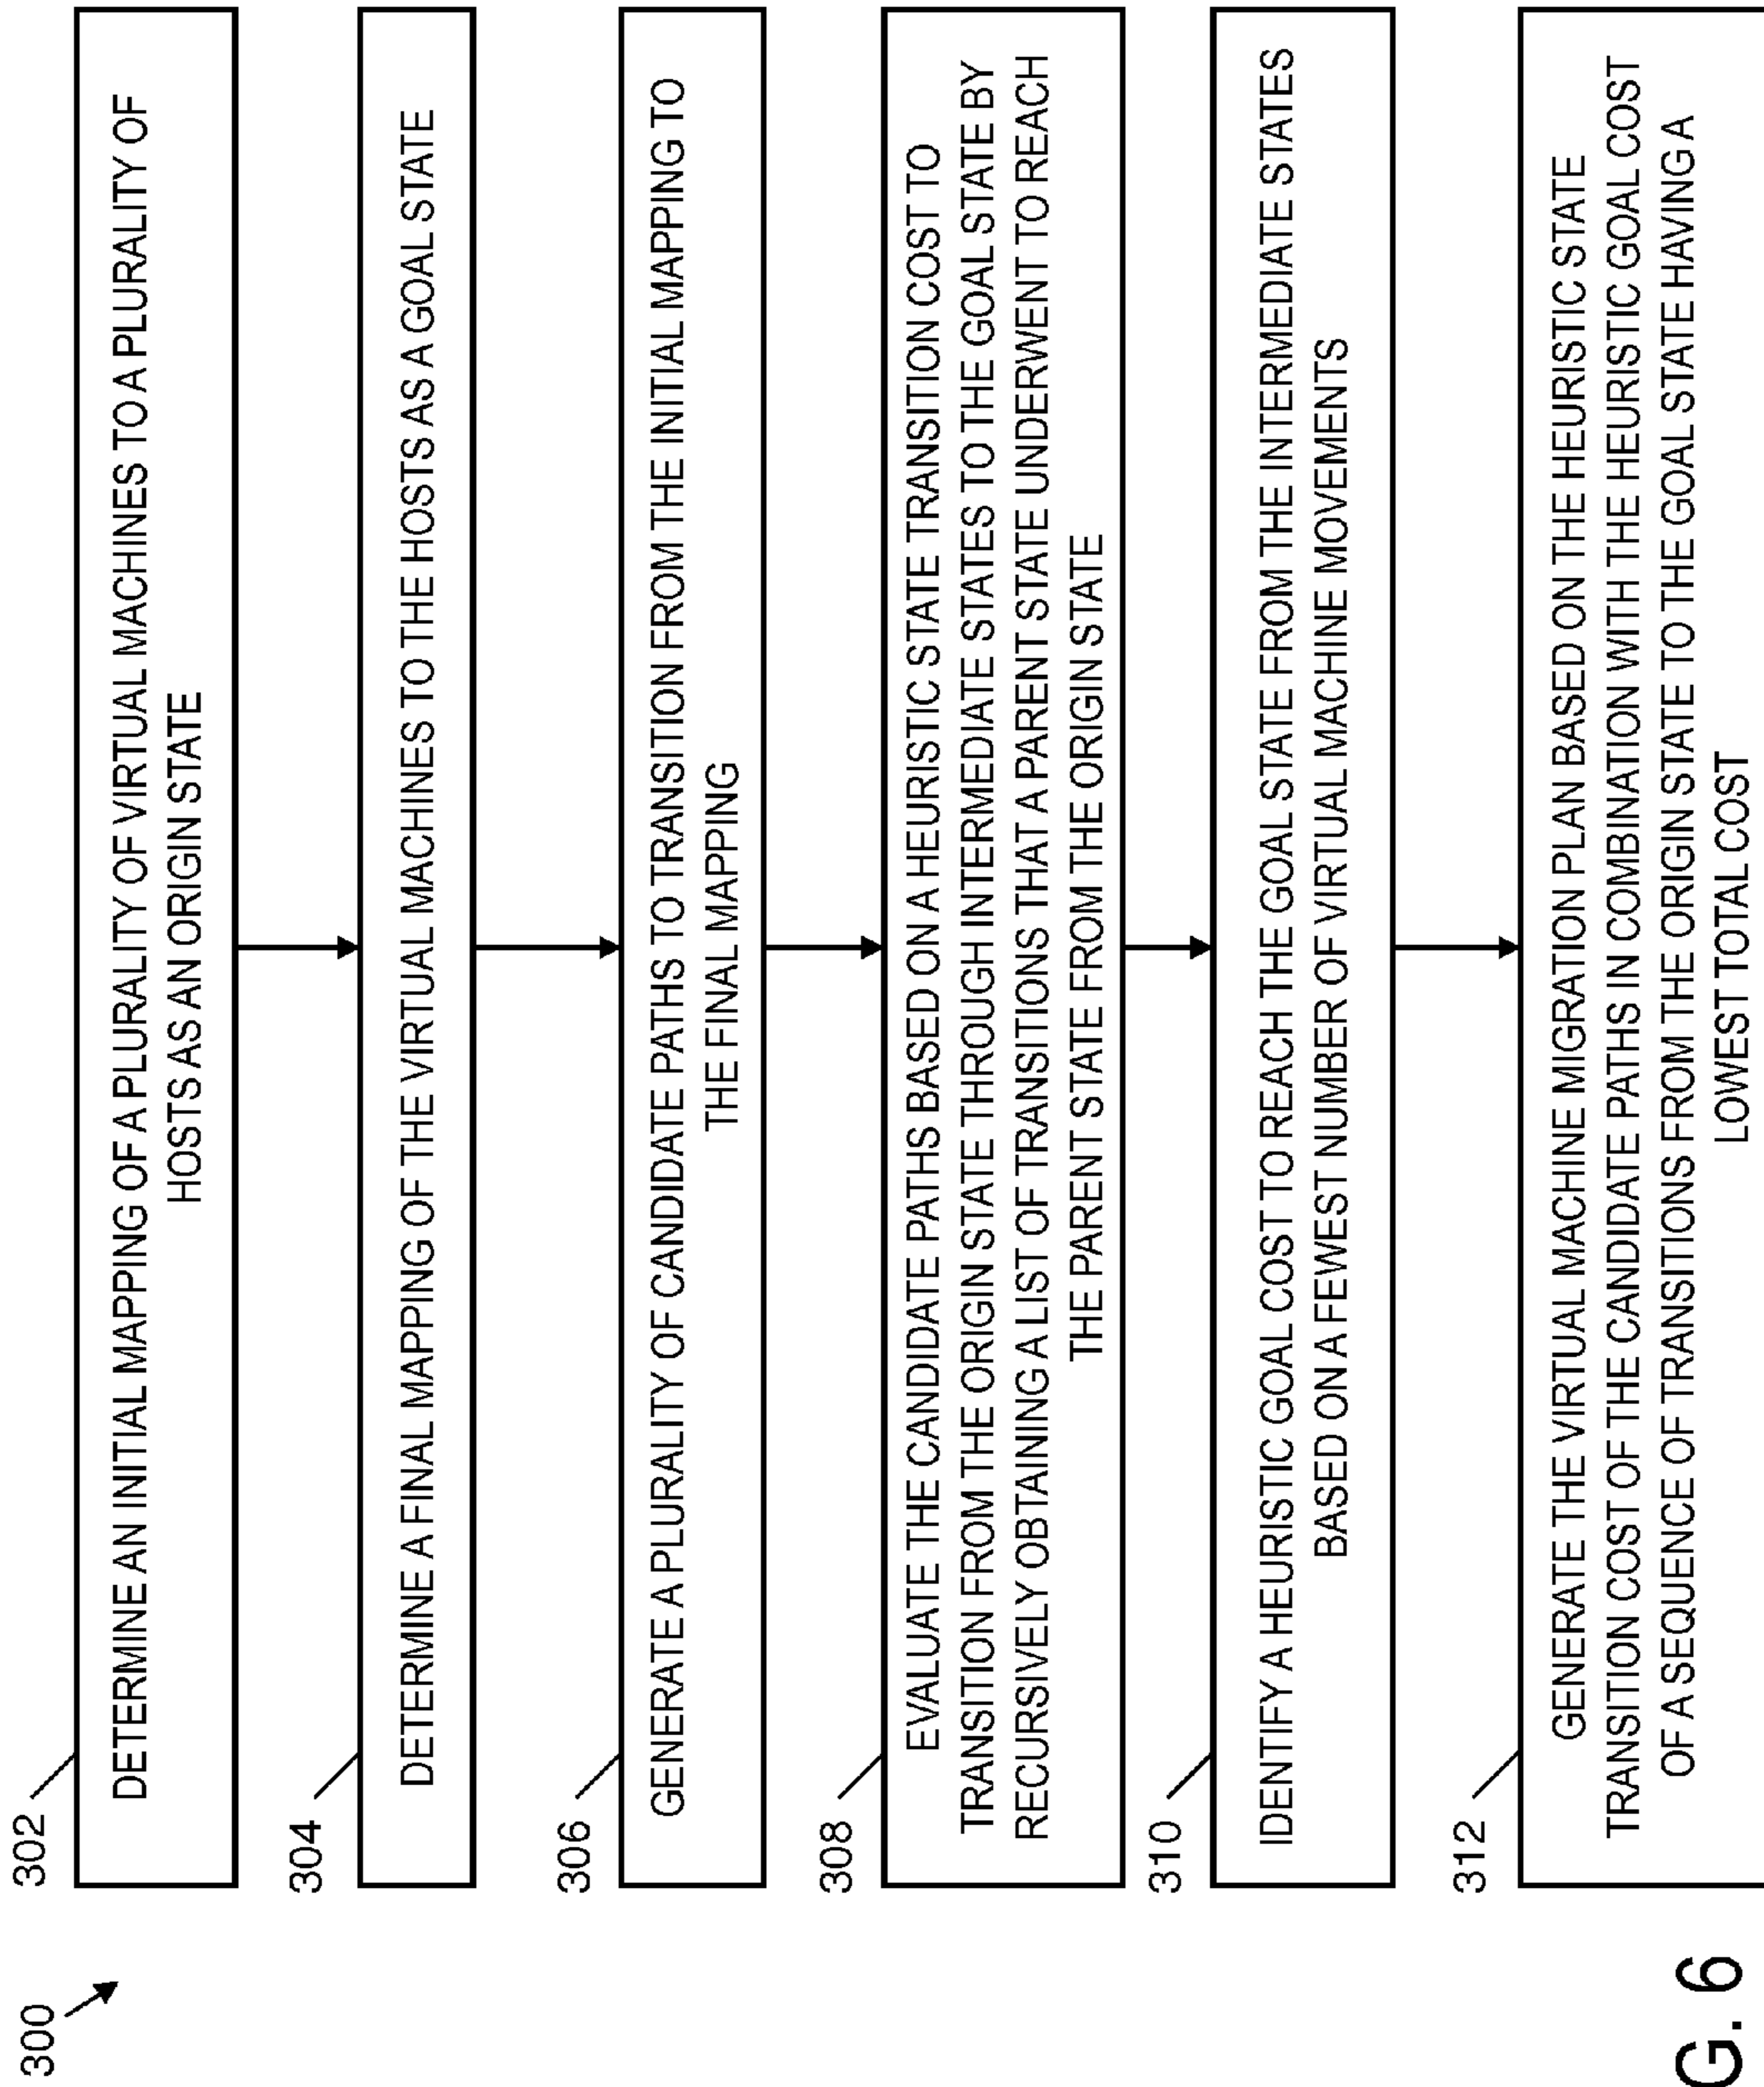 300
302
DETERMINE AN INITIAL MAPPING OF A PLURALITY OF VIRTUAL MACHINES TO A PLURALITY OF
HOSTS AS AN ORIGIN STATE
304
DETERMINE A FINAL MAPPING OF THE VIRTUAL MACHINES TO THE HOSTS AS A GOAL STATE
306
GENERATE A PLURALITY OF CANDIDATE PATHS TO TRANSITION FROM THE INITIAL MAPPING TO
THE FINAL MAPPING
308
EVALUATE THE CANDIDATE PATHS BASED ON A HEURISTIC STATE TRANSITION COST TO
TRANSITION FROM THE ORIGIN STATE THROUGH INTERMEDIATE STATES TO THE GOAL STATE BY
RECURSIVELY OBTAINING A LIST OF TRANSITIONS THAT A PARENT STATE UNDERWENT TO REACH
THE PARENT STATE FROM THE ORIGIN STATE
310
IDENTIFY A HEURISTIC GOAL COST TO REACH THE GOAL STATE FROM THE INTERMEDIATE STATES
BASED ON A FEWEST NUMBER OF VIRTUAL MACHINE MOVEMENTS
312
GENERATE THE VIRTUAL MACHINE MIGRATION PLAN BASED ON THE HEURISTIC STATE
TRANSITION COST OF THE CANDIDATE PATHS IN COMBINATION WITH THE HEURISTIC GOAL COST
OF A SEQUENCE OF TRANSITIONS FROM THE ORIGIN STATE TO THE GOAL STATE HAVING A
LOWEST TOTAL COST
G. 6